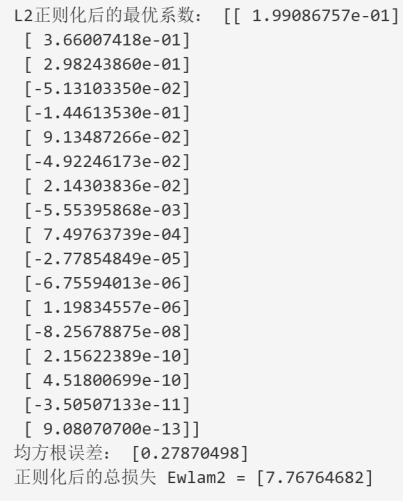 L2正则化后的最优系数： [[ 1.99086757e-01]
[ 3.66007418e-01]
[ 2.98243860e-01]
[-5.13103350e-02]
[-1.44613530e-01]
[ 9.13487266e-02]
[-4.92246173e-02]
[ 2.14303836e-02]
[-5.55395868e-03]
[ 7.49763739e-04]
[-2.77854849e-05]
[-6.75594013e-06]
[ 1.19834557e-06]
[-8.25678875e-08]
[ 2.15622389e-10]
[ 4.51800699e-10]
[-3.50507133e-11]
[ 9.08070700e-13]]
均方根误差： [0.27870498]
正则化后的总损失 Ewlam2 = [7.76764682]